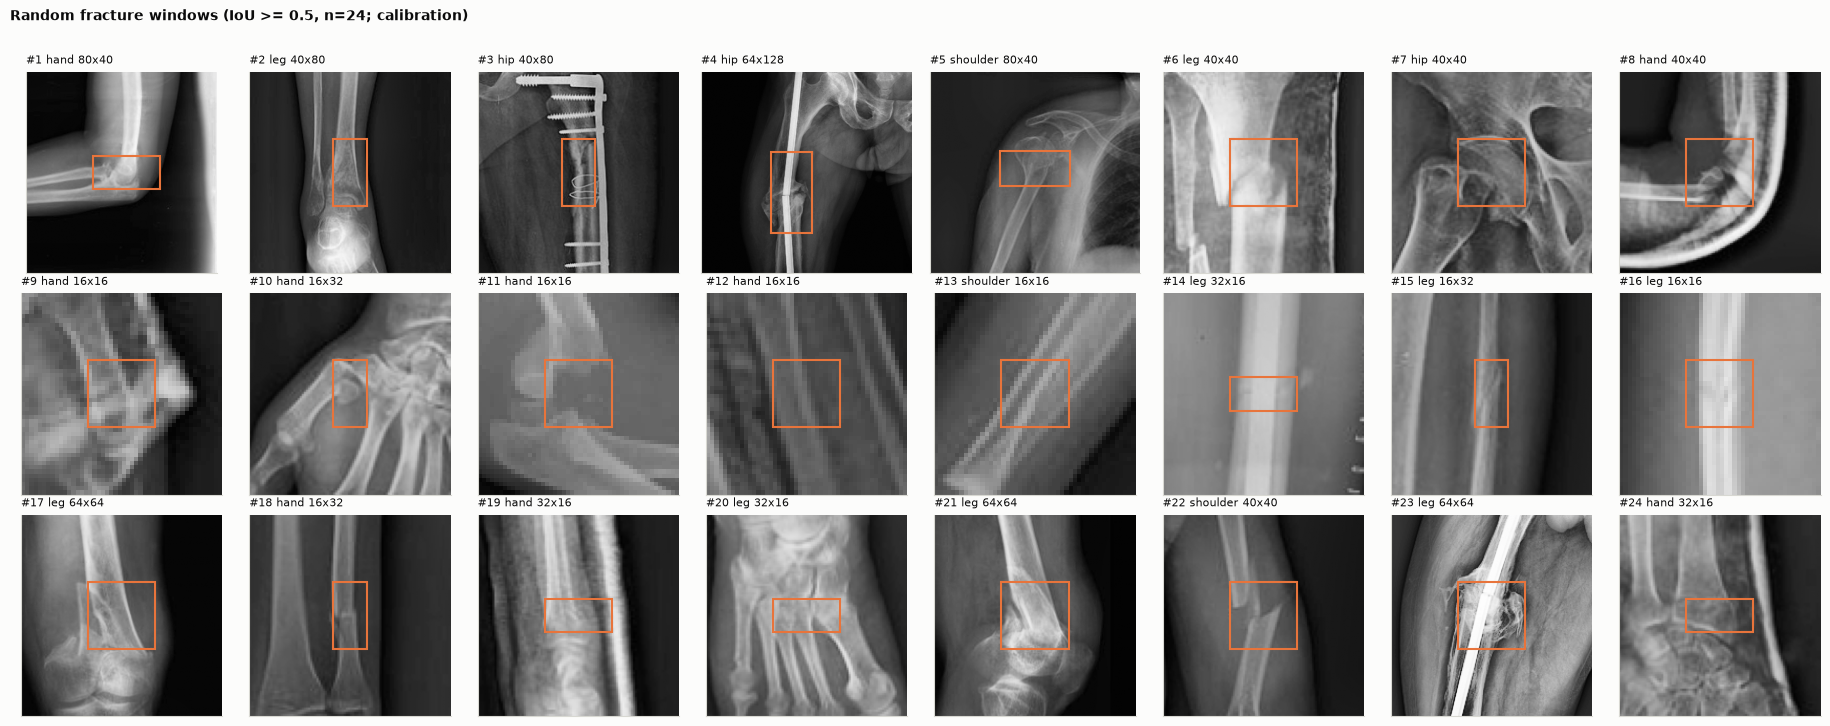 Random fracture windows (IoU >= 0.5, n=24; calibration)
#1 hand 80x40
#2 leg 40x80
#3 hip 40x80
#4 hip 64x128
#5 shoulder 80x40
#6 leg 40x40
#7 hip 40x40
#8 hand 40x40
#9 hand 16x16
#10 hand 16x32
#11 hand 16x16
#12 hand 16x16
#13 shoulder 16x16
#14 leg 32x16
#15 leg 16x32
#16 leg 16x16
#17 leg 64x64
#18 hand 16x32
#19 hand 32x16
#20 leg 32x16
#21 leg 64x64
#22 shoulder 40x40
#23 leg 64x64
#24 hand 32x16